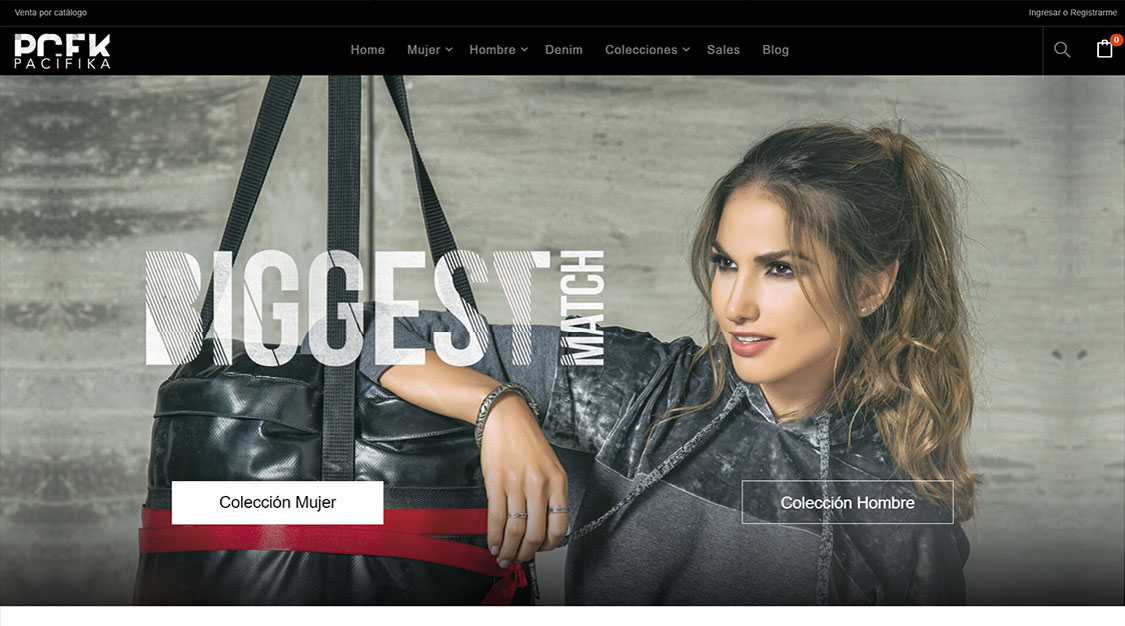 Venta por catálogo
Ingresar o Registrarme
PCFK
PACIFIKA
Home Mujer Hombre Denim Colecciones Sales Blog
0
BIGGEST MATCH
Colección Mujer
Colección Hombre